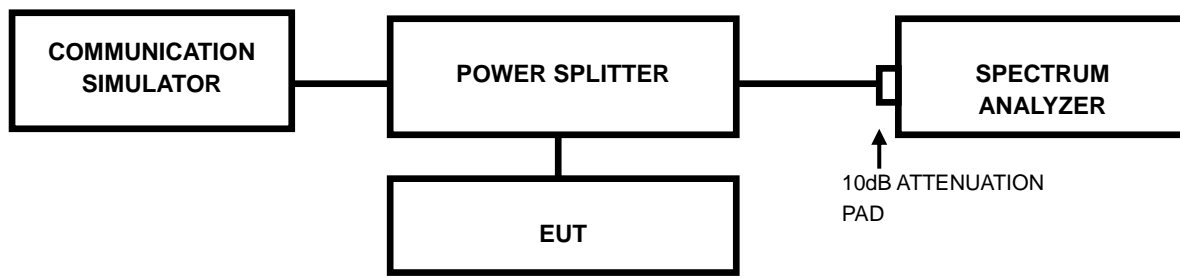 COMMUNICATION
SIMULATOR
POWER SPLITTER
SPECTRUM
ANALYZER
10dB ATTENUATION
PAD
EUT